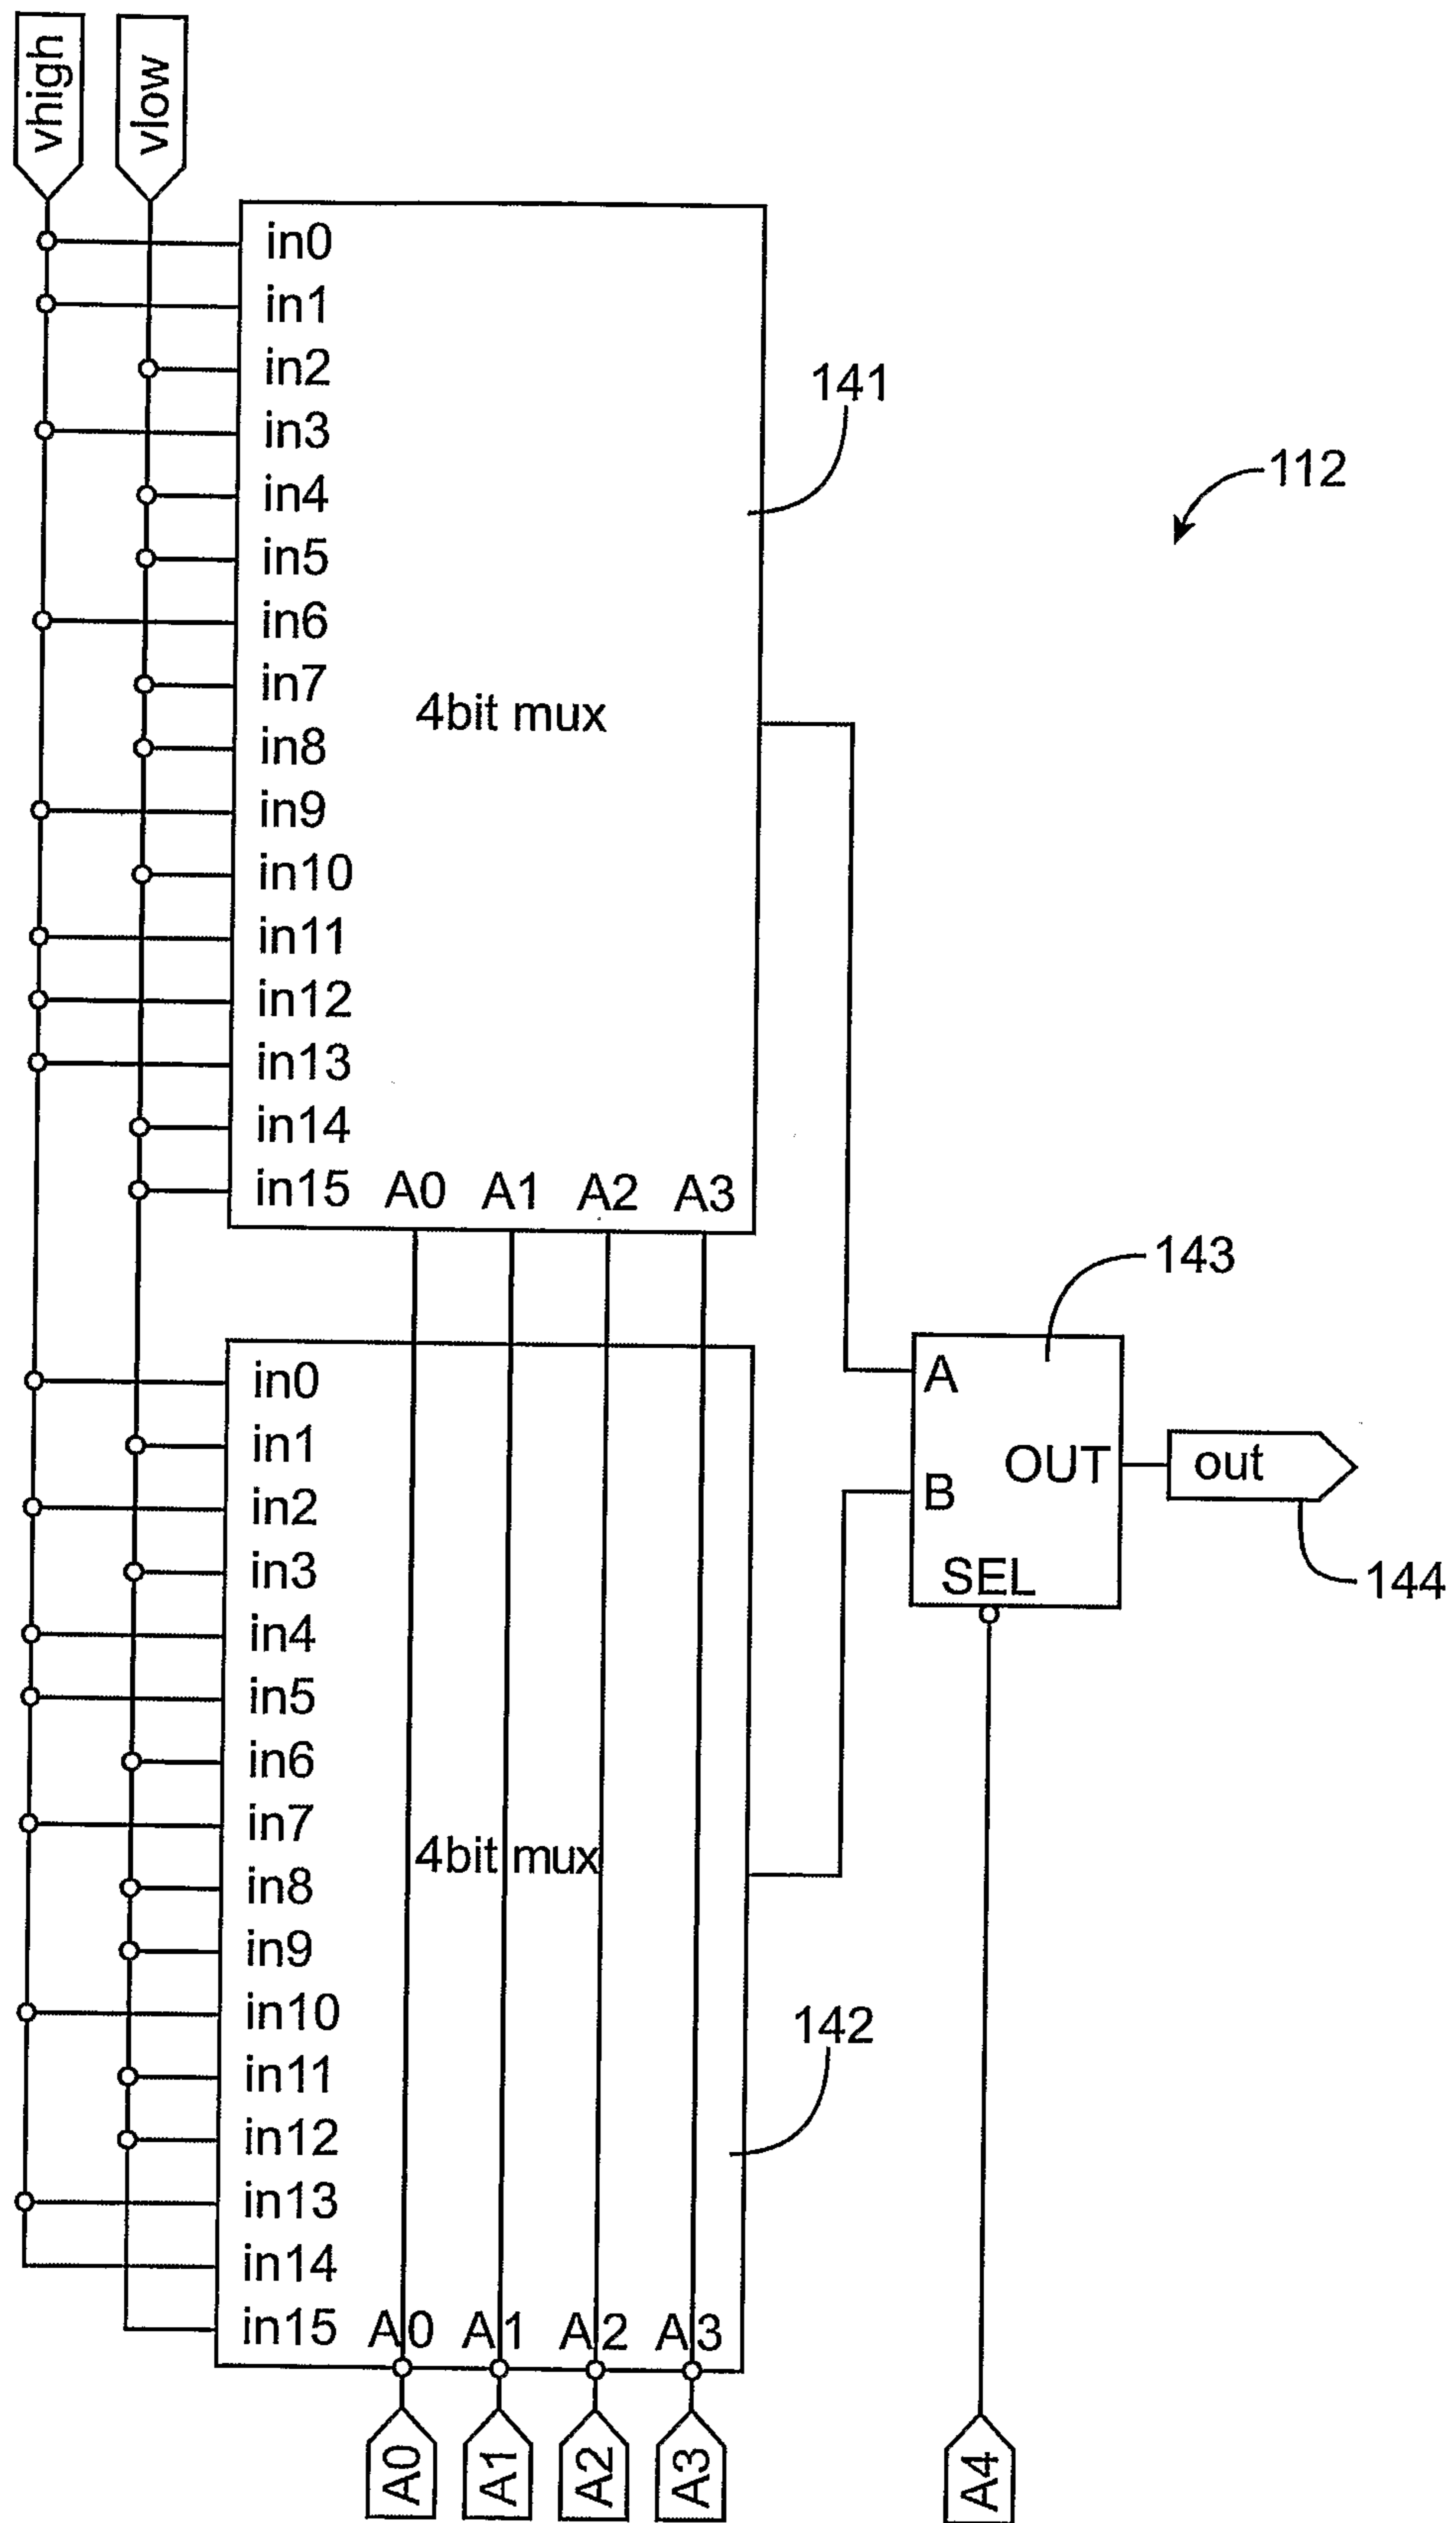 vhigh
vlow
in0
in1
in2
in3
in4
in5
in6
in7
in8
in9
in10
in11
in12
in13
in14
in15
A0 A1 A2 A3
4bit mux
141
112
in0
in1
in2
in3
in4
in5
in6
in7
in8
in9
in10
in11
in12
in13
in14
in15
A0 A1 A2 A3
4bit mux
142
143
A
B
OUT
SEL
out
144
A0
A1
A2
A3
A4